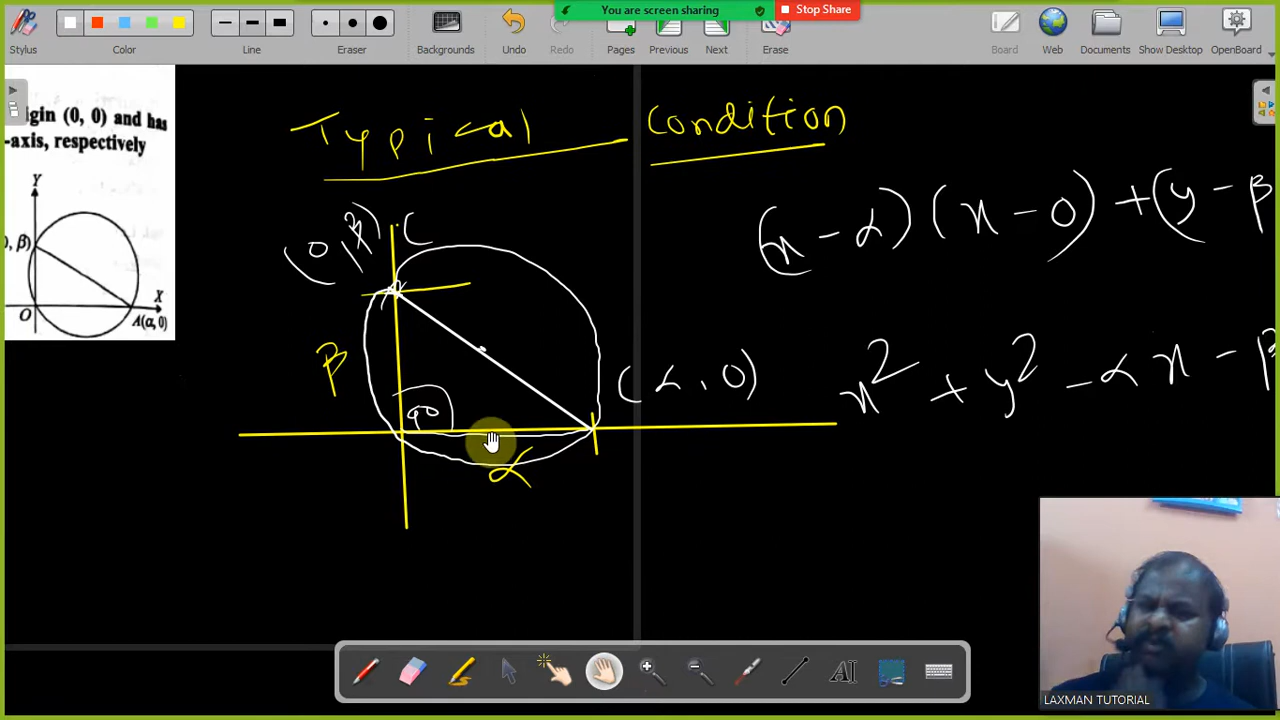 You are screen sharing
Stop Share
Stylus
Color
Line
Eraser
Backgrounds
Undo
Redo
Pages
Previous
Next
Erase
Board
Web
Documents
Show Desktop
OpenBoard
igin (0, 0) and has
-axis, respectively
Y
0, β)
O
X
A(α, 0)
Typical Condition
(0, β)
β
90
α
(α, 0)
(x - α) (x - 0) + (y - β
x² + y² - αx - β
LAXMAN TUTORIAL